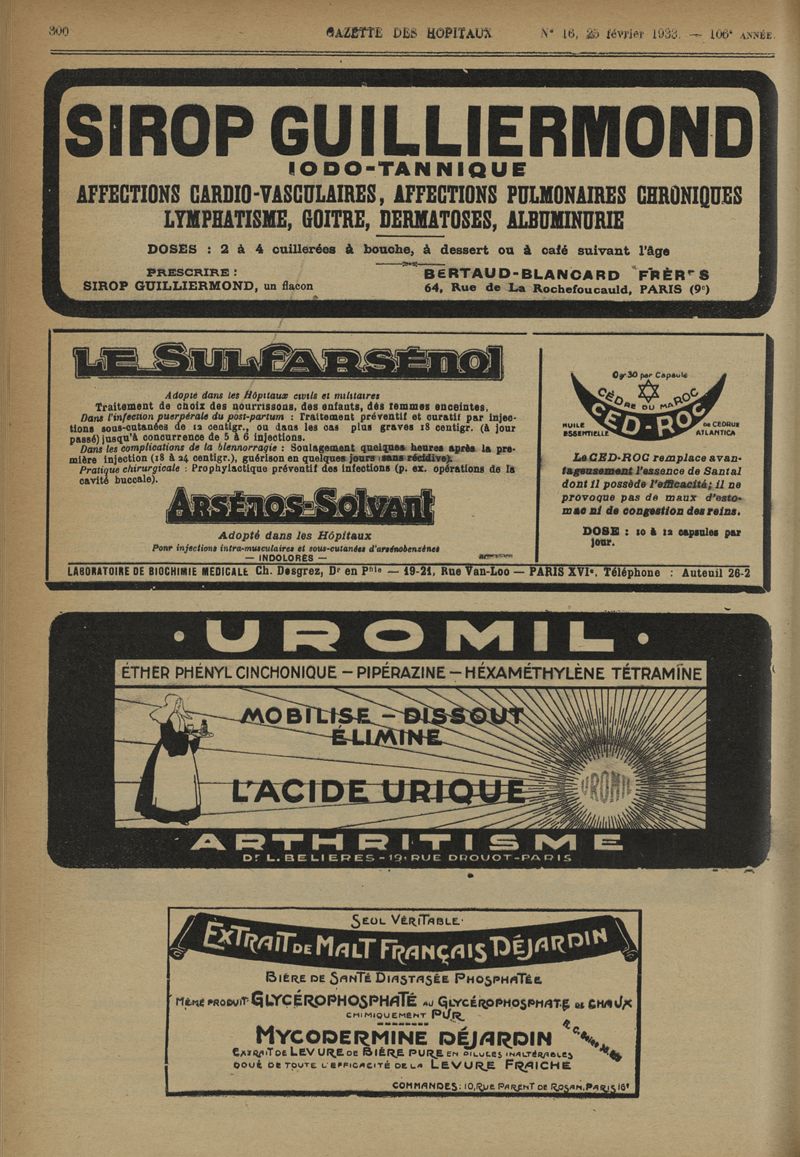 300 GAZETTE DES HOPITAUX N° 16, 25 février 1933. — 106e ANNÉE.
SIROP GUILLIERMOND
IODO-TANNIQUE
AFFECTIONS CARDIO-VASCULAIRES, AFFECTIONS PULMONAIRES CHRONIQUES
LYMPHATISME, GOITRE, DERMATOSES, ALBUMINURIE
DOSES : 2 à 4 cuillerées à bouche, à dessert ou à café suivant l'âge
PRESCRIRE :
SIROP GUILLIERMOND, un flacon
BERTAUD-BLANCARD FRÈRES
64, Rue de La Rochefoucauld, PARIS (9e)
LE SULFARSÉNOL
Adopté dans les Hôpitaux civils et militaires
Traitement de choix des nourrissons, des enfants, des femmes enceintes,
Dans l'infection puerpérale du post-partum : Traitement préventif et curatif par injec-
tions sous-cutanées de 12 centigr., ou dans les cas plus graves 18 centigr. (à jour
passé) jusqu'à concurrence de 5 à 6 injections.
Dans les complications de la blennorragie : Soulagement quelques heures après la pre-
mière injection (18 à 24 centigr.), guérison en quelques jours sans récidive).
Pratique chirurgicale : Prophylactique préventif des infections (p. ex. opérations de la
cavité buccale).
ARSÉNOS-SOLVANT
Adopté dans les Hôpitaux
Pour injections intra-musculaires et sous-cutanées d'arsénobenzènes
— INDOLORES —
0gr30 par Capsule
CÈDRE DU MAROC
CED-ROC
HUILE
ESSENTIELLE
de CEDRUS
ATLANTICA
Le CED-ROC remplace avan-
tageusement l'essence de Santal
dont il possède l'efficacité; il ne
provoque pas de maux d'esto-
mac ni de congestion des reins.
DOSE : 10 à 12 capsules par
jour.
LABORATOIRE DE BIOCHIMIE MEDICALE Ch. Desgrez, Dr en Phie — 19-21, Rue Van-Loo — PARIS XVIe. Téléphone : Auteuil 26-2
· UROMIL ·
ÉTHER PHÉNYL CINCHONIQUE – PIPÉRAZINE – HÉXAMÉTHYLÈNE TÉTRAMÎNE
MOBILISE - DISSOUT
ÉLIMINE
L'ACIDE URIQUE
UROMIL
ARTHRITISME
Dr L. BELIERES - 19, RUE DROUOT - PARIS
SEUL VÉRITABLE
EXTRAIT DE MALT FRANÇAIS DÉJARDIN
BIÈRE DE SANTÉ DIASTASÉE PHOSPHATÉE
MÊME PRODUIT GLYCÉROPHOSPHATÉ AU GLYCÉROPHOSPHATE DE CHAUX
CHIMIQUEMENT PUR
MYCODERMINE DÉJARDIN
EXTRAIT DE LEVURE DE BIÈRE PURE EN PILULES INALTÉRABLES
DOUÉ DE TOUTE L'EFFICACITÉ DE LA LEVURE FRAICHE
R. C. Seine
COMMANDES : 10, RUE PARENT DE ROSAN, PARIS 16e